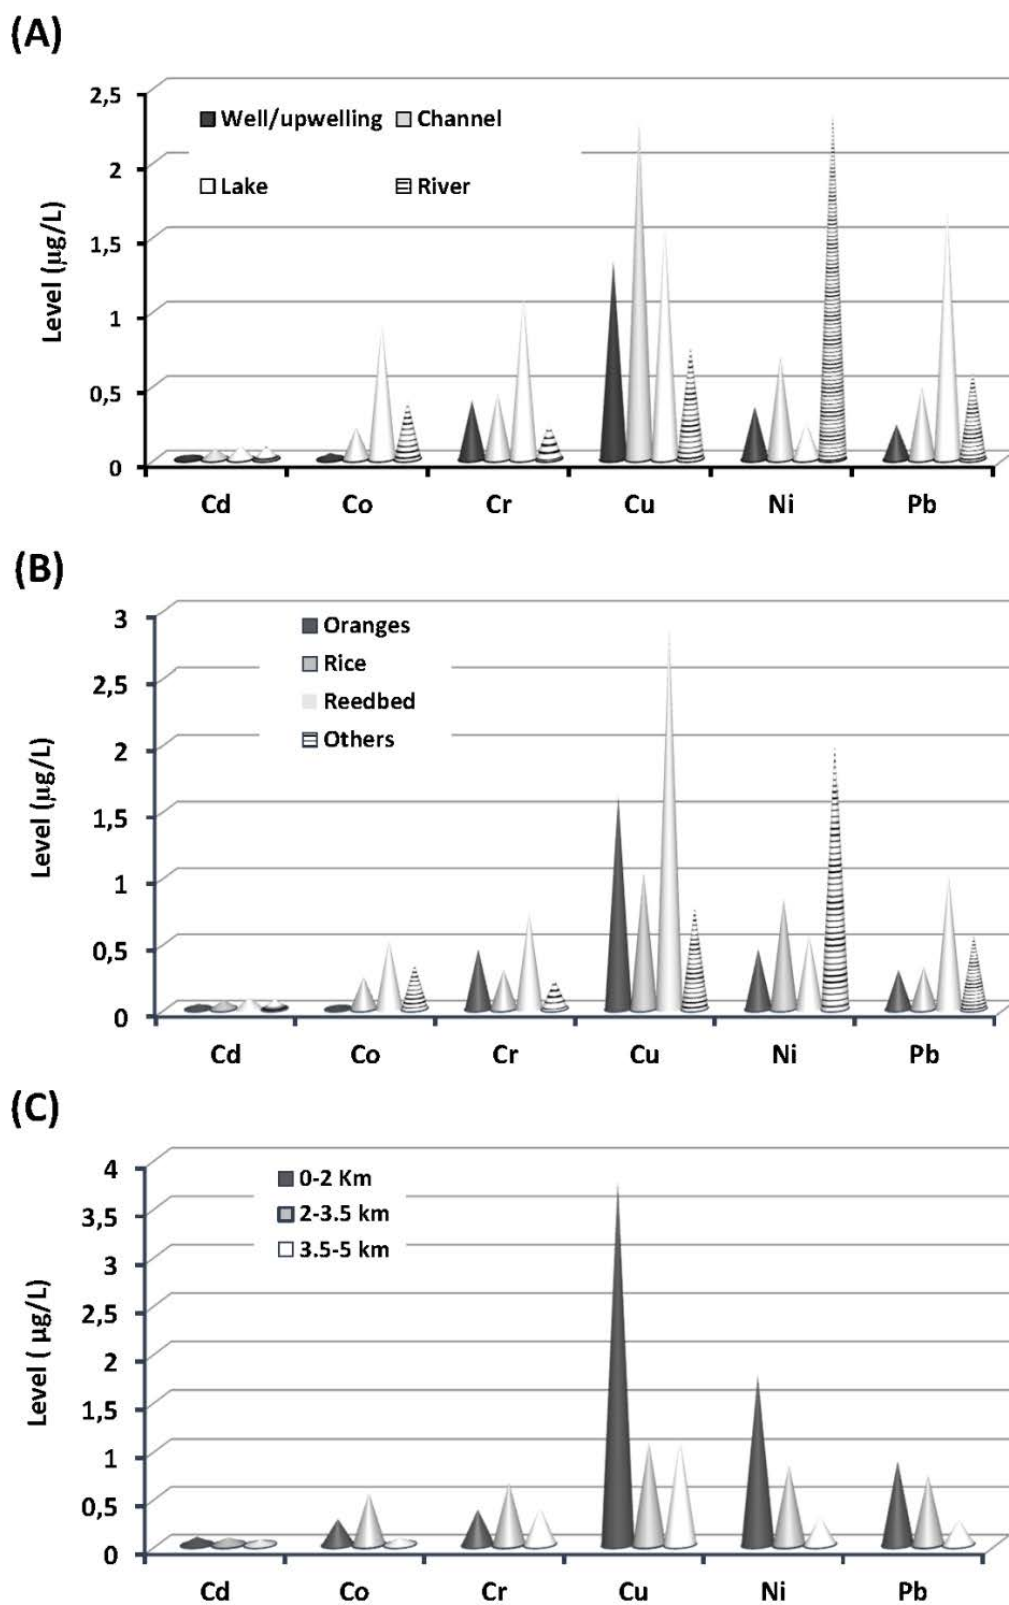 (A)
2,5
2
1,5
1
0,5
0
Level (µg/L)
Well/upwelling Channel
Lake River
Cd Co Cr Cu Ni Pb
(B)
3
2,5
2
1,5
1
0,5
0
Level (µg/L)
Oranges
Rice
Reedbed
Others
Cd Co Cr Cu Ni Pb
(C)
4
3,5
3
2,5
2
1,5
1
0,5
0
Level ( µg/L)
0-2 Km
2-3.5 km
3.5-5 km
Cd Co Cr Cu Ni Pb